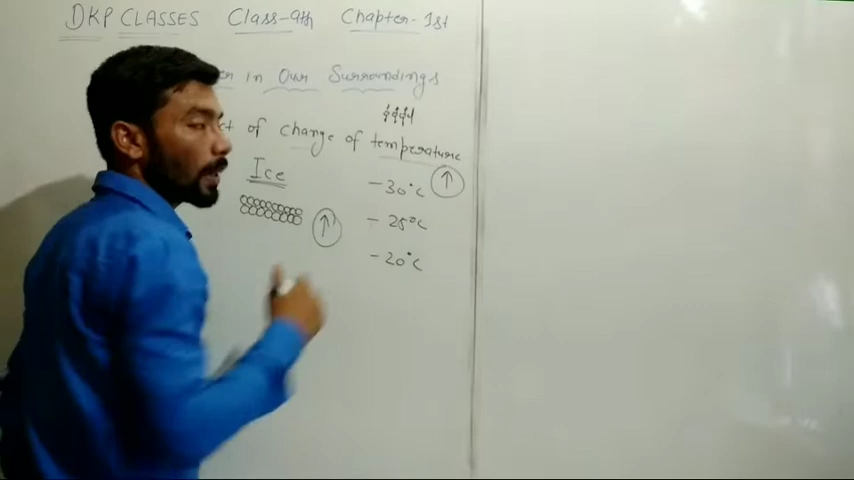 DKP CLASSES Class-9th Chapter-1st
in Our Surroundings
of change of temperature
Ice
-30°C
-25°C
-20°C